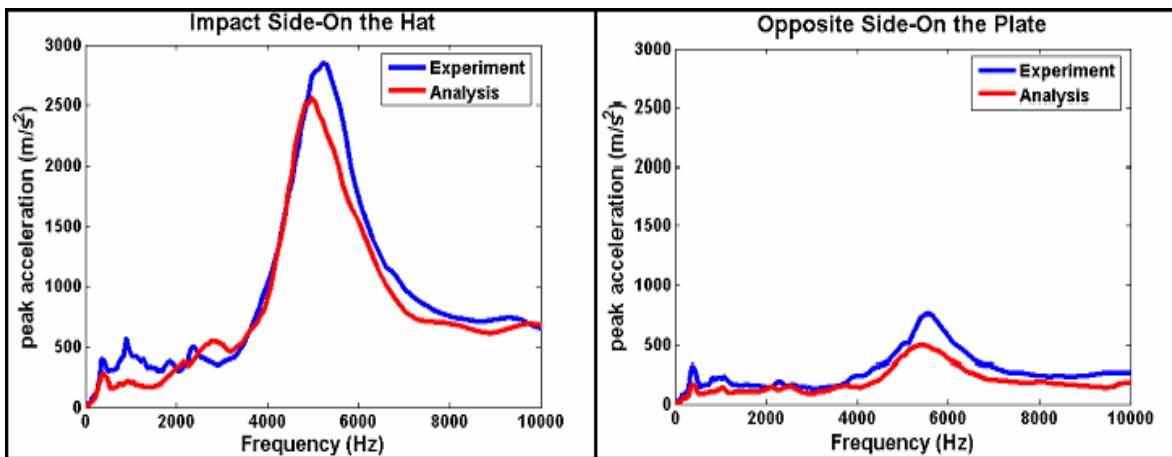 Impact Side-On the Hat
3000
2500
2000
1500
1000
500
0
0 2000 4000 6000 8000 10000
peak acceleration (m/s²)
Frequency (Hz)
Experiment
Analysis
Opposite Side-On the Plate
3000
2500
2000
1500
1000
500
0
0 2000 4000 6000 8000 10000
peak acceleration (m/s²)
Frequency (Hz)
Experiment
Analysis